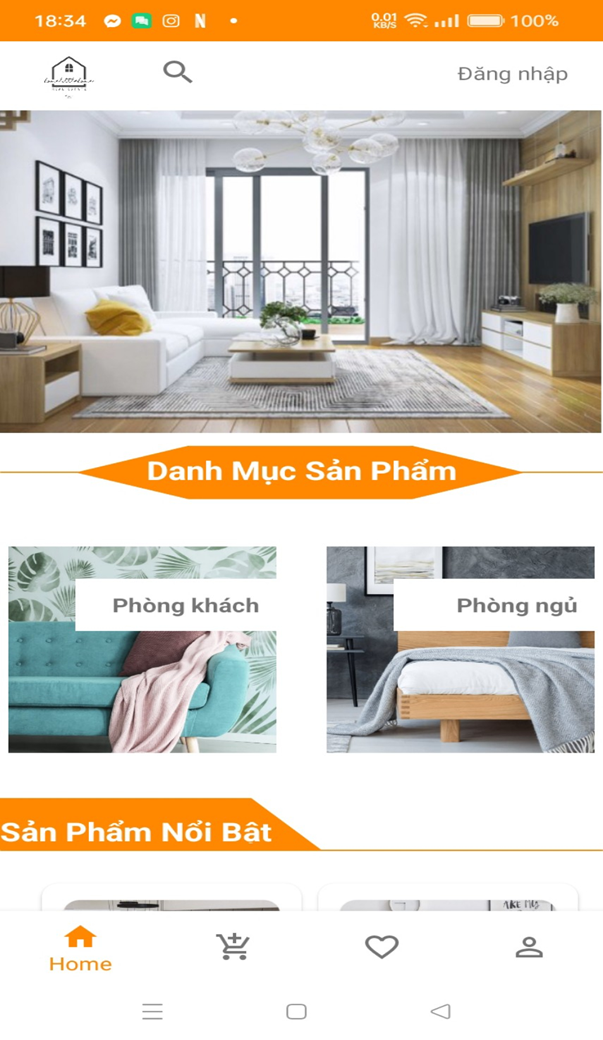 18:34
0.01 KB/S
100%
Đăng nhập
Danh Mục Sản Phẩm
Phòng khách
Phòng ngủ
Sản Phẩm Nổi Bật
Home